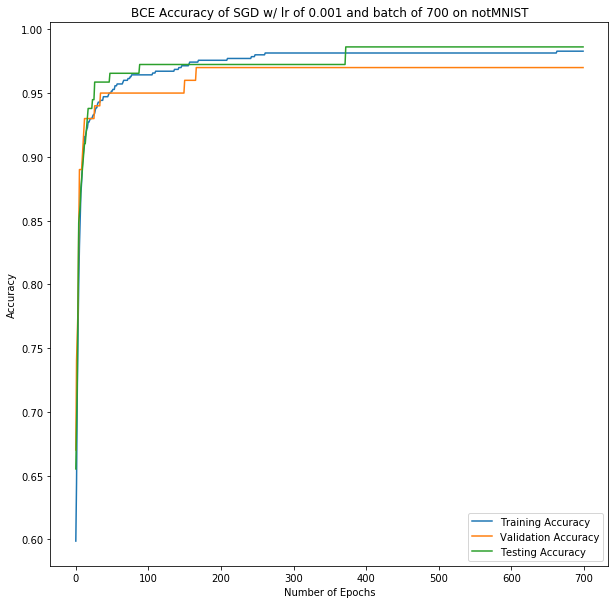 BCE Accuracy of SGD w/ lr of 0.001 and batch of 700 on notMNIST
1.00
0.95
0.90
0.85
0.80
0.75
0.70
0.65
0.60
Accuracy
Training Accuracy
Validation Accuracy
Testing Accuracy
0 100 200 300 400 500 600 700
Number of Epochs